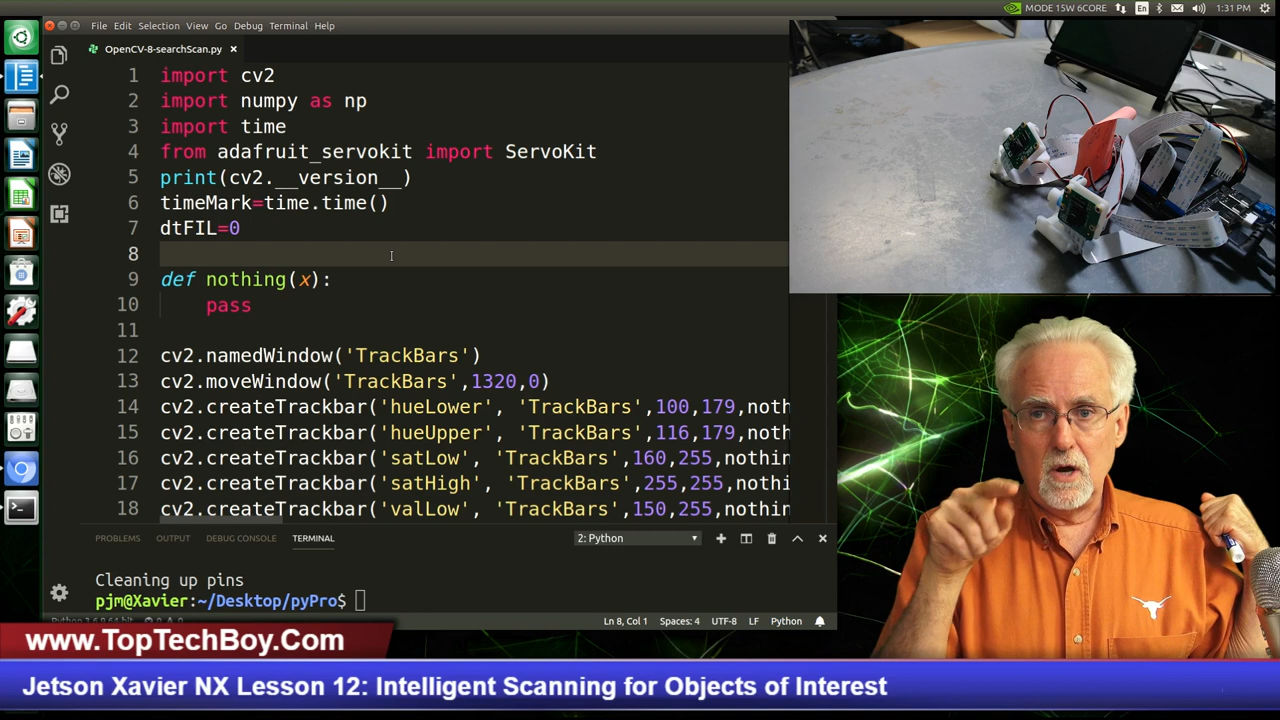 File Edit Selection View Go Debug Terminal Help
MODE 15W 6CORE En 1:31 PM
OpenCV-8-searchScan.py ×
1 import cv2
2 import numpy as np
3 import time
4 from adafruit_servokit import ServoKit
5 print(cv2.__version__)
6 timeMark=time.time()
7 dtFIL=0
8
9 def nothing(x):
10 pass
11
12 cv2.namedWindow('TrackBars')
13 cv2.moveWindow('TrackBars',1320,0)
14 cv2.createTrackbar('hueLower', 'TrackBars',100,179,noth
15 cv2.createTrackbar('hueUpper', 'TrackBars',116,179,noth
16 cv2.createTrackbar('satLow', 'TrackBars',160,255,nothin
17 cv2.createTrackbar('satHigh', 'TrackBars',255,255,nothi
18 cv2.createTrackbar('valLow', 'TrackBars',150,255,nothin
PROBLEMS OUTPUT DEBUG CONSOLE TERMINAL 2: Python
Cleaning up pins
pjm@Xavier:~/Desktop/pyPro$
Ln 8, Col 1 Spaces: 4 UTF-8 LF Python
www.TopTechBoy.Com
Jetson Xavier NX Lesson 12: Intelligent Scanning for Objects of Interest